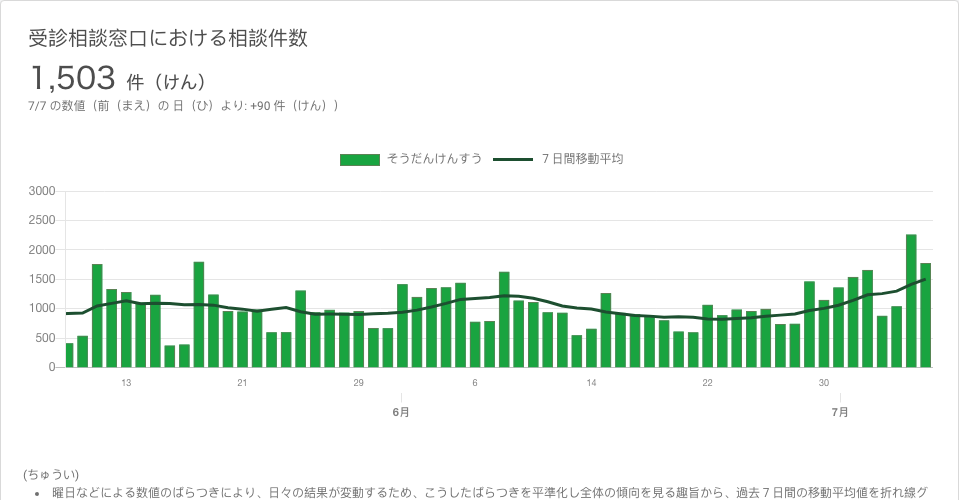 受診相談窓口における相談件数
1,503 件（けん）
7/7 の数値（前（まえ）の 日（ひ）より: +90 件（けん））
そうだんけんすう ７日間移動平均
3000
2500
2000
1500
1000
500
0
13 21 29 6 14 22 30
6月 7月
(ちゅうい)
• 曜日などによる数値のばらつきにより、日々の結果が変動するため、こうしたばらつきを平準化し全体の傾向を見る趣旨から、過去７日間の移動平均値を折れ線グ